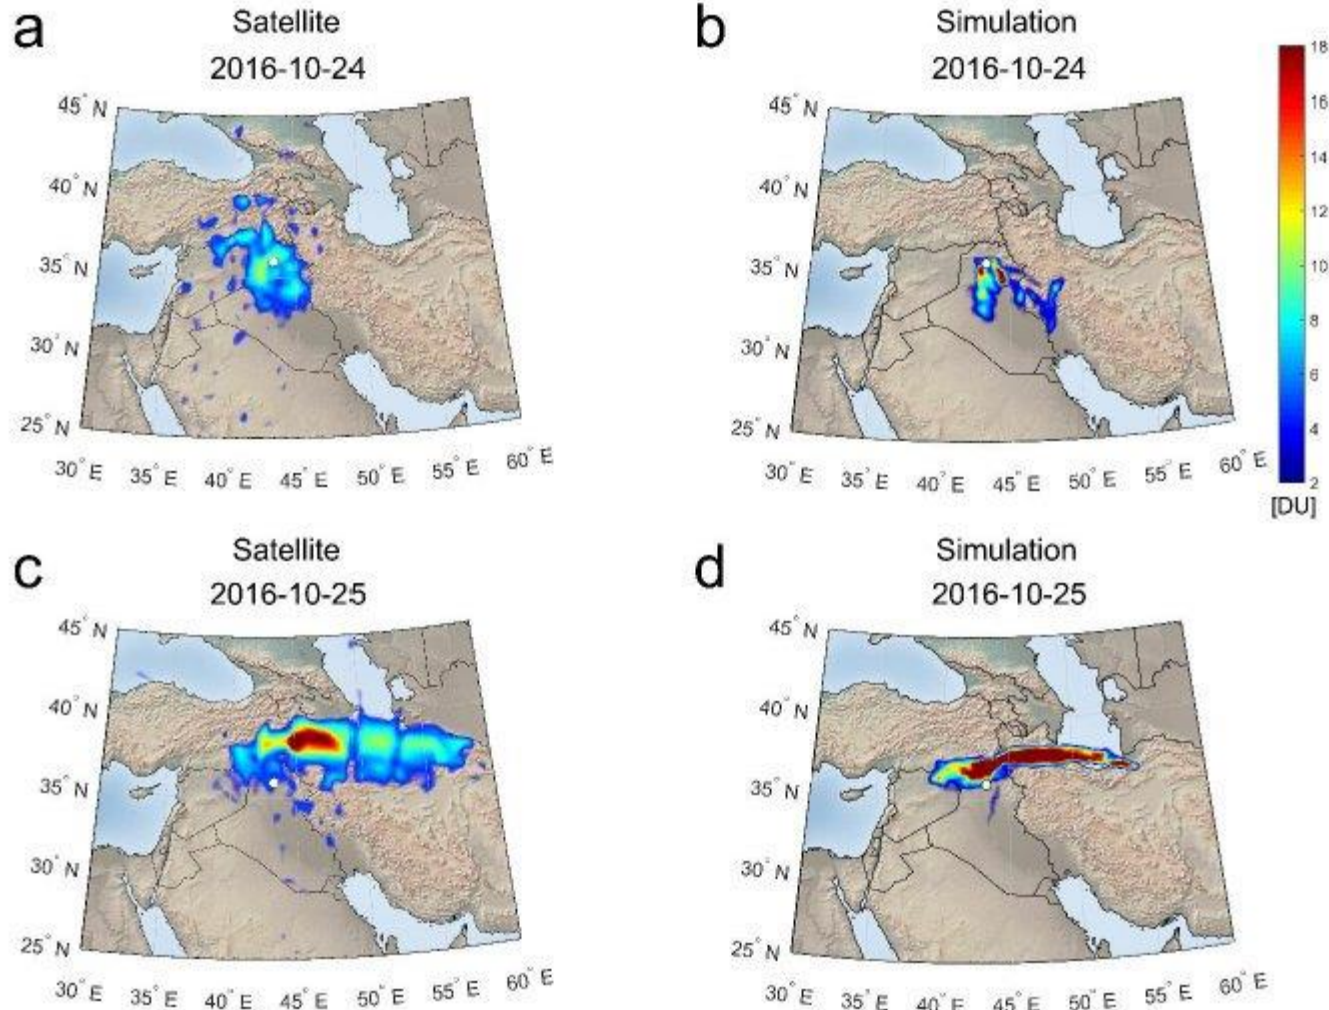 a
Satellite
2016-10-24
45° N
40° N
35° N
30° N
25° N
30° E
35° E
40° E
45° E
50° E
55° E
60° E
b
Simulation
2016-10-24
45° N
40° N
35° N
30° N
25° N
30° E
35° E
40° E
45° E
50° E
55° E
60° E
18
16
14
12
10
8
6
4
2
[DU]
c
Satellite
2016-10-25
45° N
40° N
35° N
30° N
25° N
30° E
35° E
40° E
45° E
50° E
55° E
60° E
d
Simulation
2016-10-25
45° N
40° N
35° N
30° N
25° N
30° E
35° E
40° E
45° E
50° E
55° E
60° E